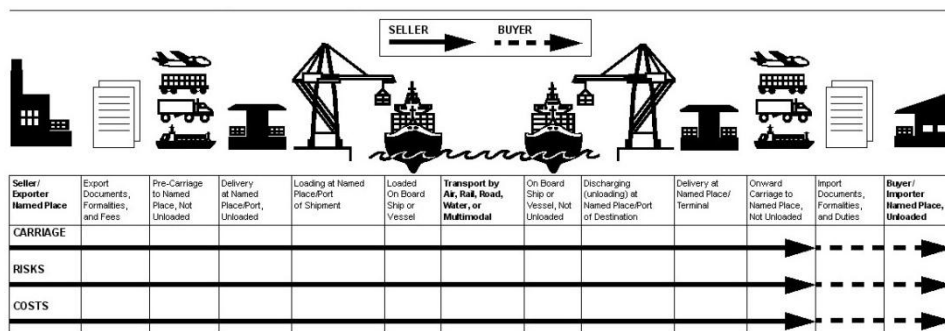 SELLER BUYER
Seller/
Exporter
Named Place
Export
Documents,
Formalities,
and Fees
Pre-Carriage
to Named
Place, Not
Unloaded
Delivery
at Named
Place/Port,
Unloaded
Loading at Named
Place/Port
of Shipment
Loaded
On Board
Ship or
Vessel
Transport by
Air, Rail, Road,
Water, or
Multimodal
On Board
Ship or
Vessel, Not
Unloaded
Discharging
(unloading) at
Named Place/Port
of Destination
Delivery at
Named Place/
Terminal
Onward
Carriage to
Named Place,
Not Unloaded
Import
Documents,
Formalities,
and Duties
Buyer/
Importer
Named Place,
Unloaded
CARRIAGE
RISKS
COSTS